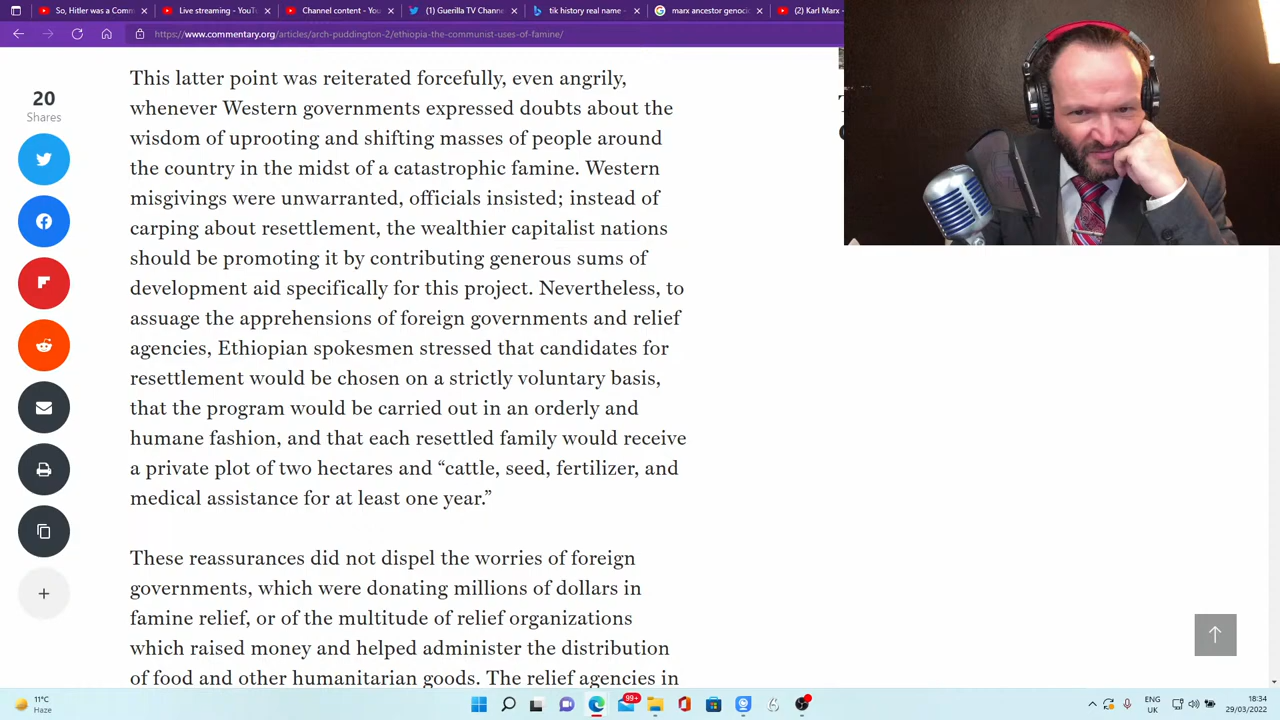 So, Hitler was a Com
Live streaming - YouT
Channel content - You
(1) Guerilla (@Guerill
tik history real name -
marx ancestor genoc
(2) Karl Marx
https://www.commentary.org/articles/arch-puddington-2/ethiopia-the-communist-uses-of-famine/
20
Shares
This latter point was reiterated forcefully, even angrily,
whenever Western governments expressed doubts about the
wisdom of uprooting and shifting masses of people around
the country in the midst of a catastrophic famine. Western
misgivings were unwarranted, officials insisted; instead of
carping about resettlement, the wealthier capitalist nations
should be promoting it by contributing generous sums of
development aid specifically for this project. Nevertheless, to
assuage the apprehensions of foreign governments and relief
agencies, Ethiopian spokesmen stressed that candidates for
resettlement would be chosen on a strictly voluntary basis,
that the program would be carried out in an orderly and
humane fashion, and that each resettled family would receive
a private plot of two hectares and “cattle, seed, fertilizer, and
medical assistance for at least one year.”
These reassurances did not dispel the worries of foreign
governments, which were donating millions of dollars in
famine relief, or of the multitude of relief organizations
which raised money and helped administer the distribution
of food and other humanitarian goods. The relief agencies in
11°C
Haze
99+
ENG
UK
18:34
29/03/2022